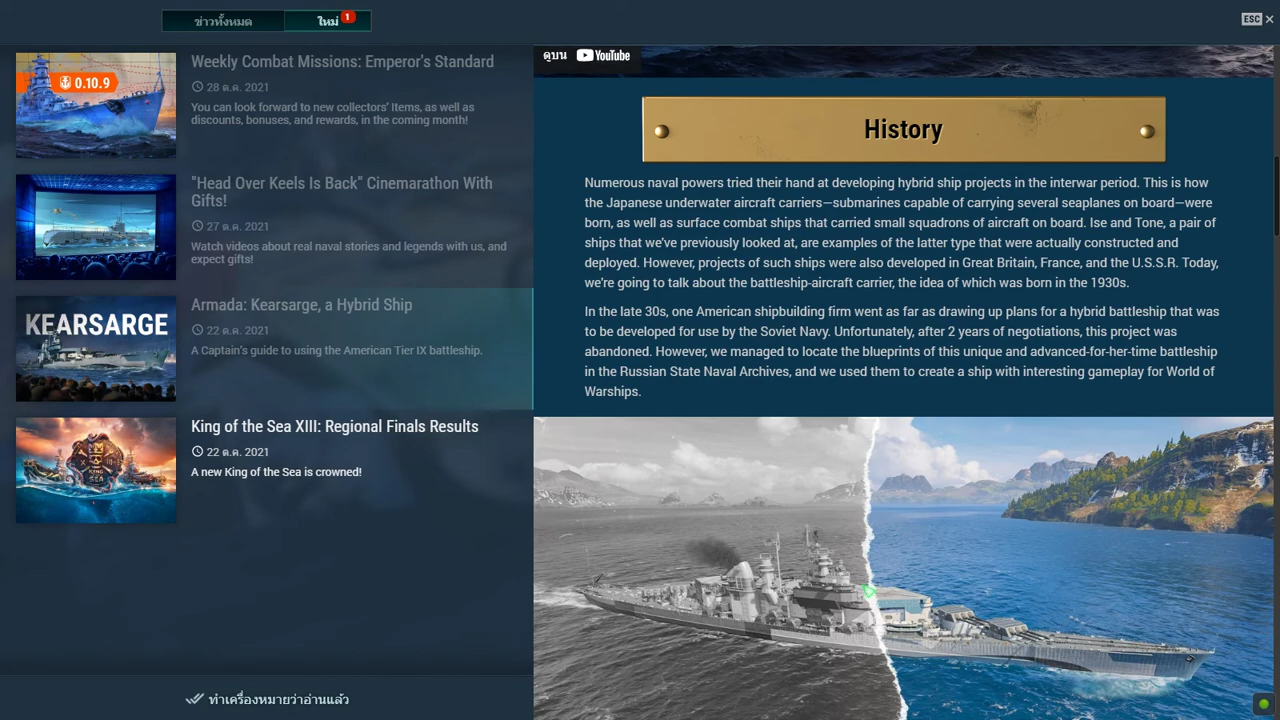 ข่าวทั้งหมด
ใหม่
1
ESC
0.10.9
Weekly Combat Missions: Emperor's Standard
28 ต.ค. 2021
You can look forward to new collectors' Items, as well as
discounts, bonuses, and rewards, in the coming month!
"Head Over Keels Is Back" Cinemarathon With
Gifts!
27 ต.ค. 2021
Watch videos about real naval stories and legends with us, and
expect gifts!
KEARSARGE
Armada: Kearsarge, a Hybrid Ship
22 ต.ค. 2021
A Captain's guide to using the American Tier IX battleship.
KING
OF THE
SEA
King of the Sea XIII: Regional Finals Results
22 ต.ค. 2021
A new King of the Sea is crowned!
ทำเครื่องหมายว่าอ่านแล้ว
ดูบน YouTube
History
Numerous naval powers tried their hand at developing hybrid ship projects in the interwar period. This is how
the Japanese underwater aircraft carriers—submarines capable of carrying several seaplanes on board—were
born, as well as surface combat ships that carried small squadrons of aircraft on board. Ise and Tone, a pair of
ships that we've previously looked at, are examples of the latter type that were actually constructed and
deployed. However, projects of such ships were also developed in Great Britain, France, and the U.S.S.R. Today,
we're going to talk about the battleship-aircraft carrier, the idea of which was born in the 1930s.
In the late 30s, one American shipbuilding firm went as far as drawing up plans for a hybrid battleship that was
to be developed for use by the Soviet Navy. Unfortunately, after 2 years of negotiations, this project was
abandoned. However, we managed to locate the blueprints of this unique and advanced-for-her-time battleship
in the Russian State Naval Archives, and we used them to create a ship with interesting gameplay for World of
Warships.